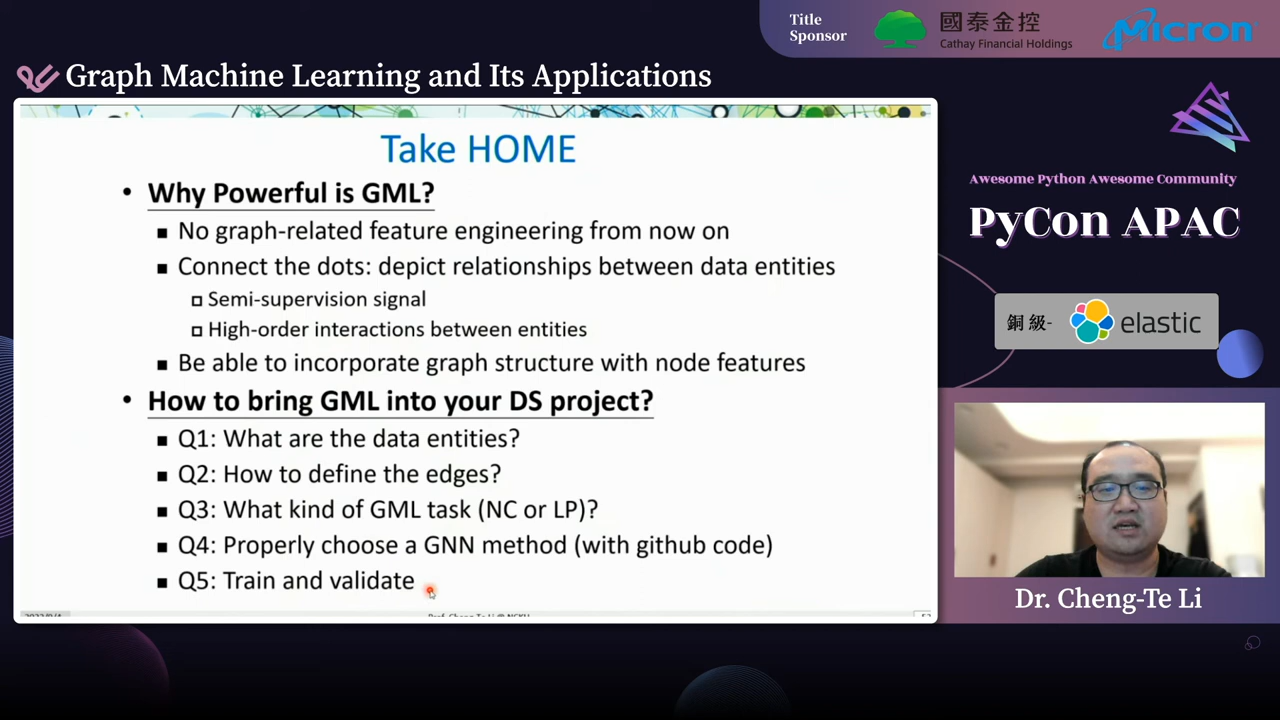 Title
Sponsor
國泰金控
Cathay Financial Holdings
Micron
Graph Machine Learning and Its Applications
Take HOME
• Why Powerful is GML?
▪ No graph-related feature engineering from now on
▪ Connect the dots: depict relationships between data entities
Semi-supervision signal
High-order interactions between entities
▪ Be able to incorporate graph structure with node features
• How to bring GML into your DS project?
▪ Q1: What are the data entities?
▪ Q2: How to define the edges?
▪ Q3: What kind of GML task (NC or LP)?
▪ Q4: Properly choose a GNN method (with github code)
▪ Q5: Train and validate
Awesome Python Awesome Community
PyCon APAC
銅級- elastic
Dr. Cheng-Te Li